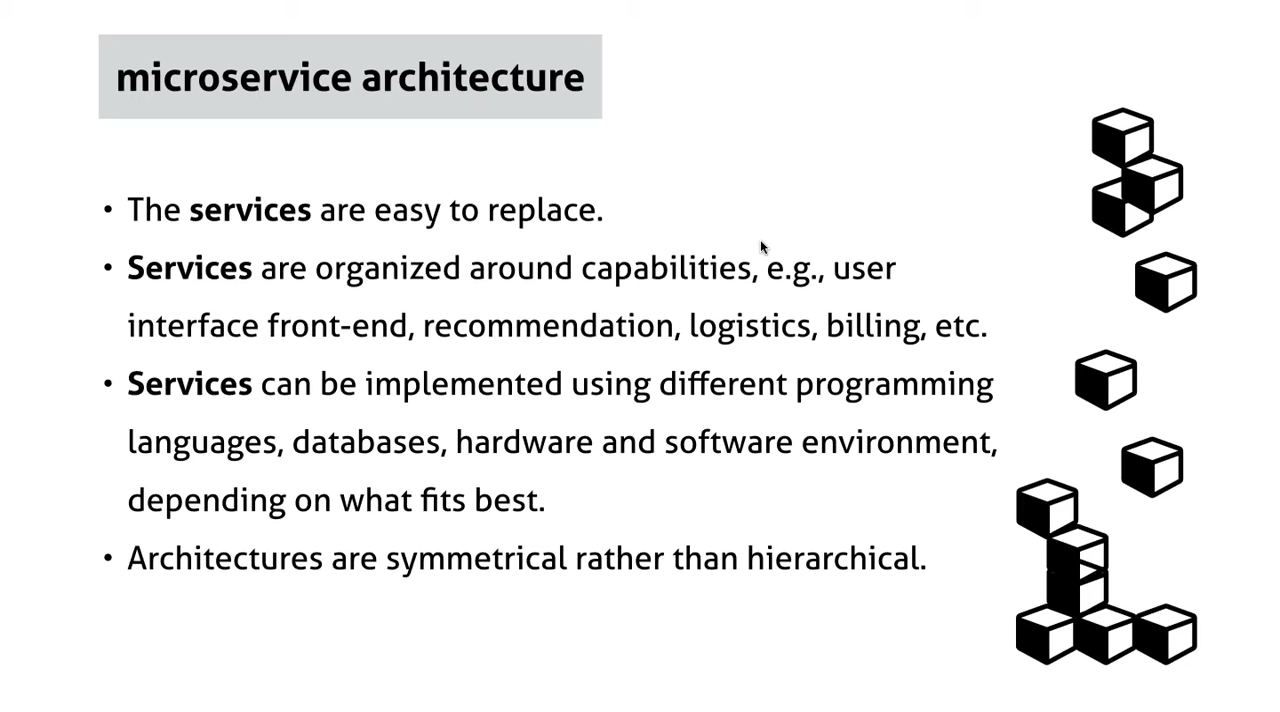 microservice architecture
• The services are easy to replace.
• Services are organized around capabilities, e.g., user
interface front-end, recommendation, logistics, billing, etc.
• Services can be implemented using different programming
languages, databases, hardware and software environment,
depending on what fits best.
• Architectures are symmetrical rather than hierarchical.